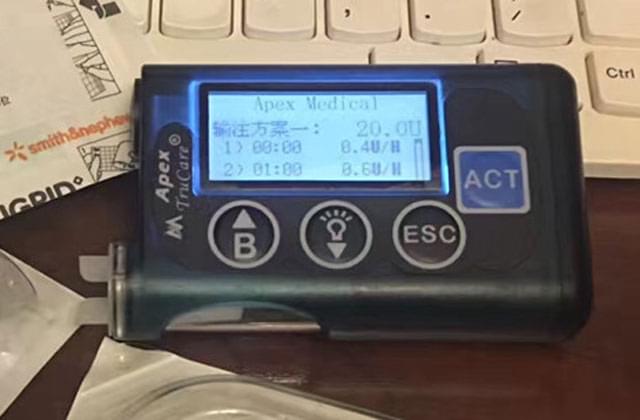 Apex Medical
输注方案一： 20.0U
1) 00:00 0.4U/H
2) 01:00 0.6U/H
Apex ®
TruCare
ACT
B
ESC
Ctrl
smith&nephew
IGRIP